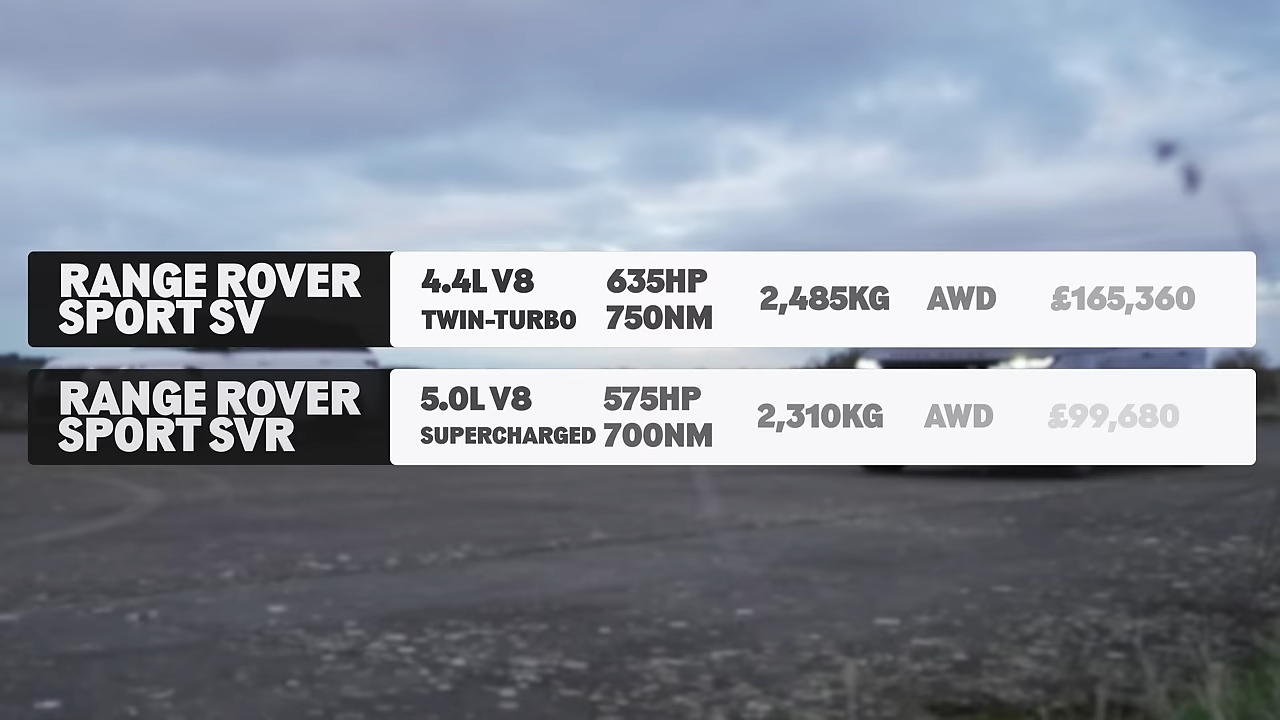 RANGE ROVER
SPORT SV
4.4L V8
TWIN-TURBO
635HP
750NM
2,485KG
AWD
£165,360
RANGE ROVER
SPORT SVR
5.0L V8
SUPERCHARGED
575HP
700NM
2,310KG
AWD
£99,680